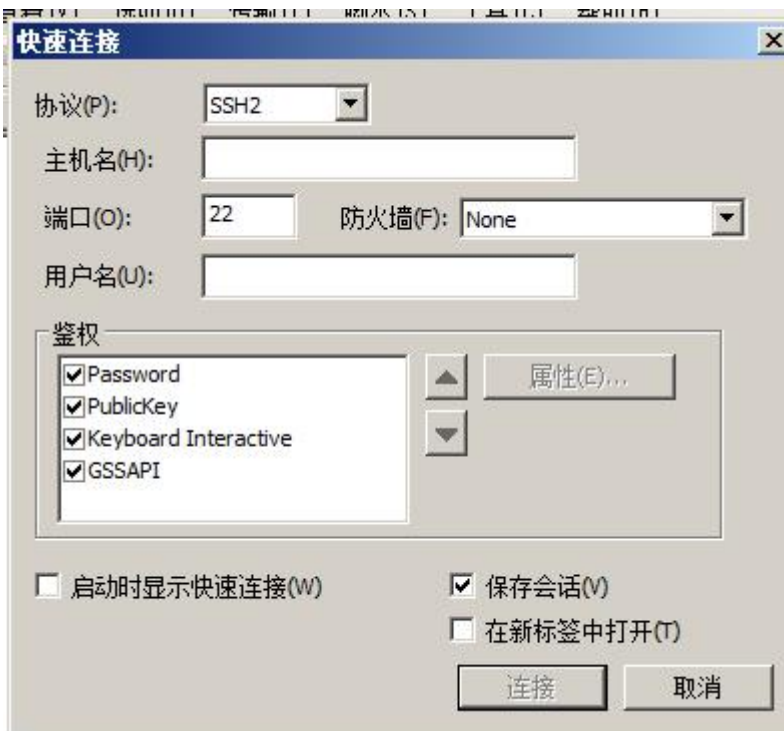 快速连接
协议(P): SSH2
主机名(H):
端口(O): 22 防火墙(F): None
用户名(U):
鉴权
Password
PublicKey
Keyboard Interactive
GSSAPI
属性(E)...
启动时显示快速连接(W)
保存会话(V)
在新标签中打开(T)
连接 取消